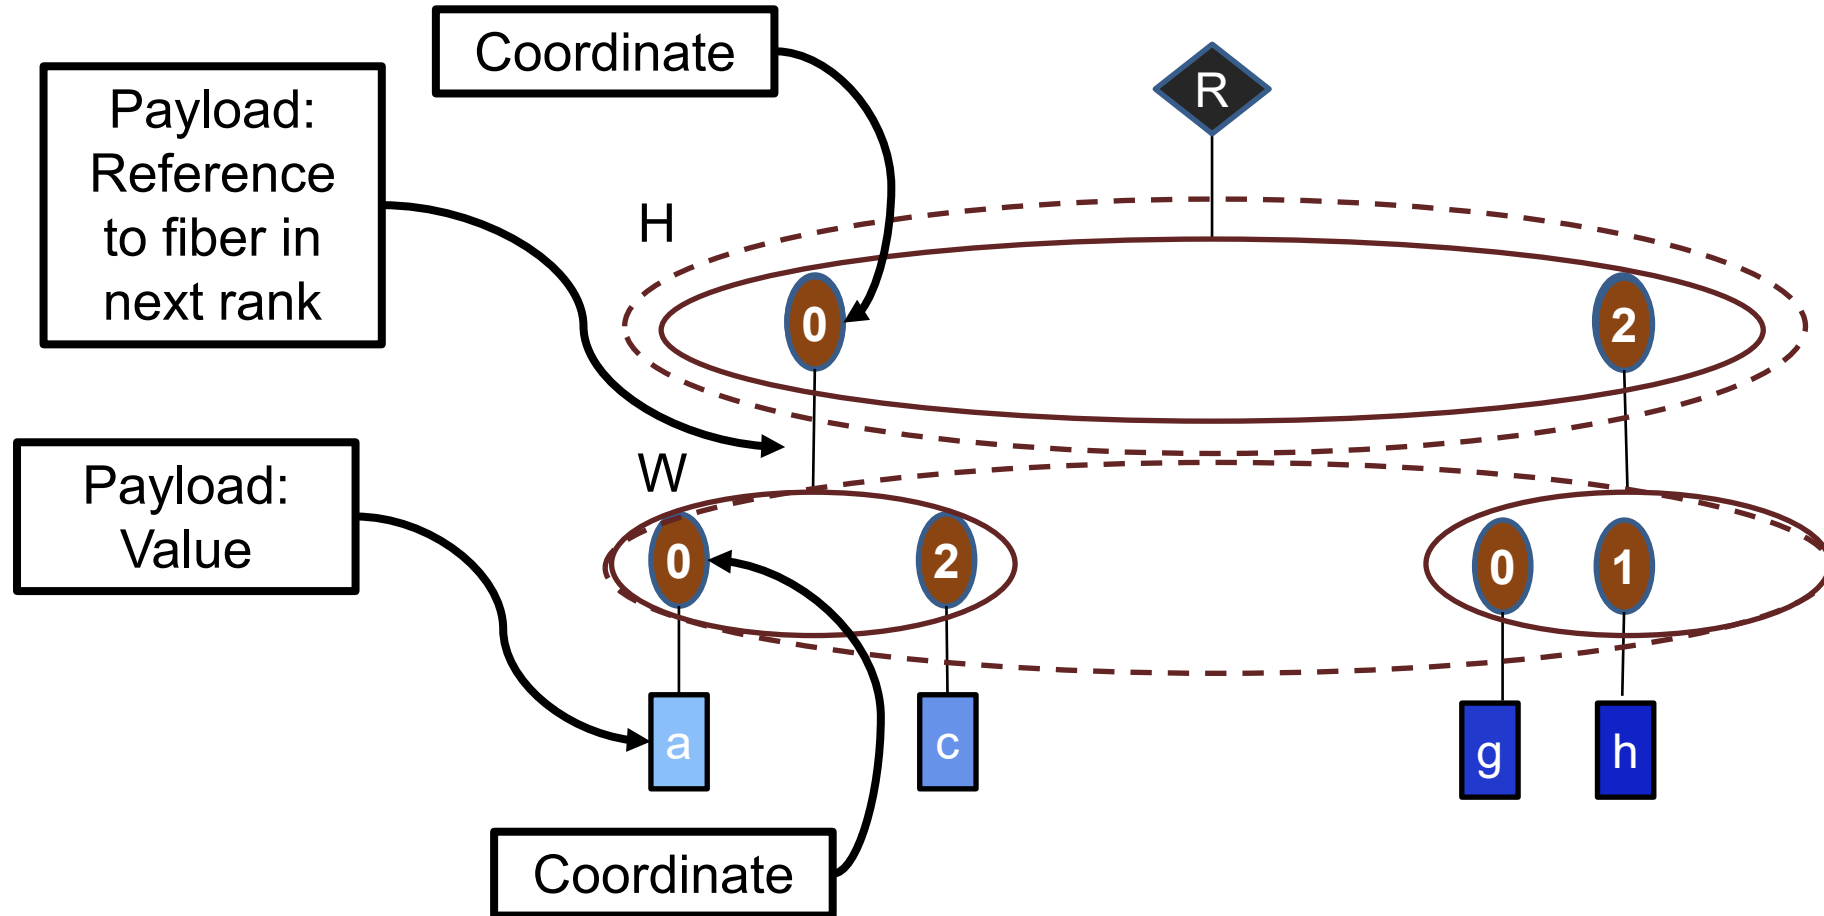 Coordinate
R
Payload:
Reference
to fiber in
next rank
H
0
2
W
Payload:
Value
0
2
0
1
a
c
g
h
Coordinate